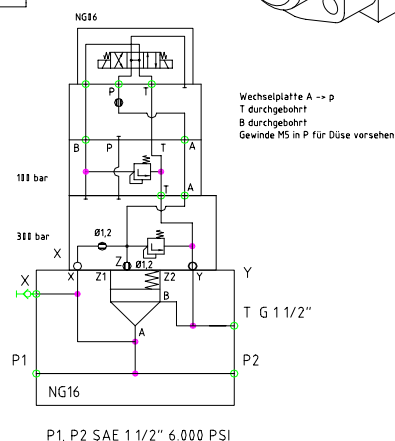 NG06
P T
Wechselplatte A -> p
T durchgebohrt
B durchgebohrt
Gewinde M5 in P für Düse vorsehen
B P T A
100 bar
T A
300 bar
Ø1,2
X Z Ø1,2
X Z1 Z2 Y Y
X
B
T G 1 1/2"
A
P1 P2
NG16
P1, P2 SAE 1 1/2" 6.000 PSI